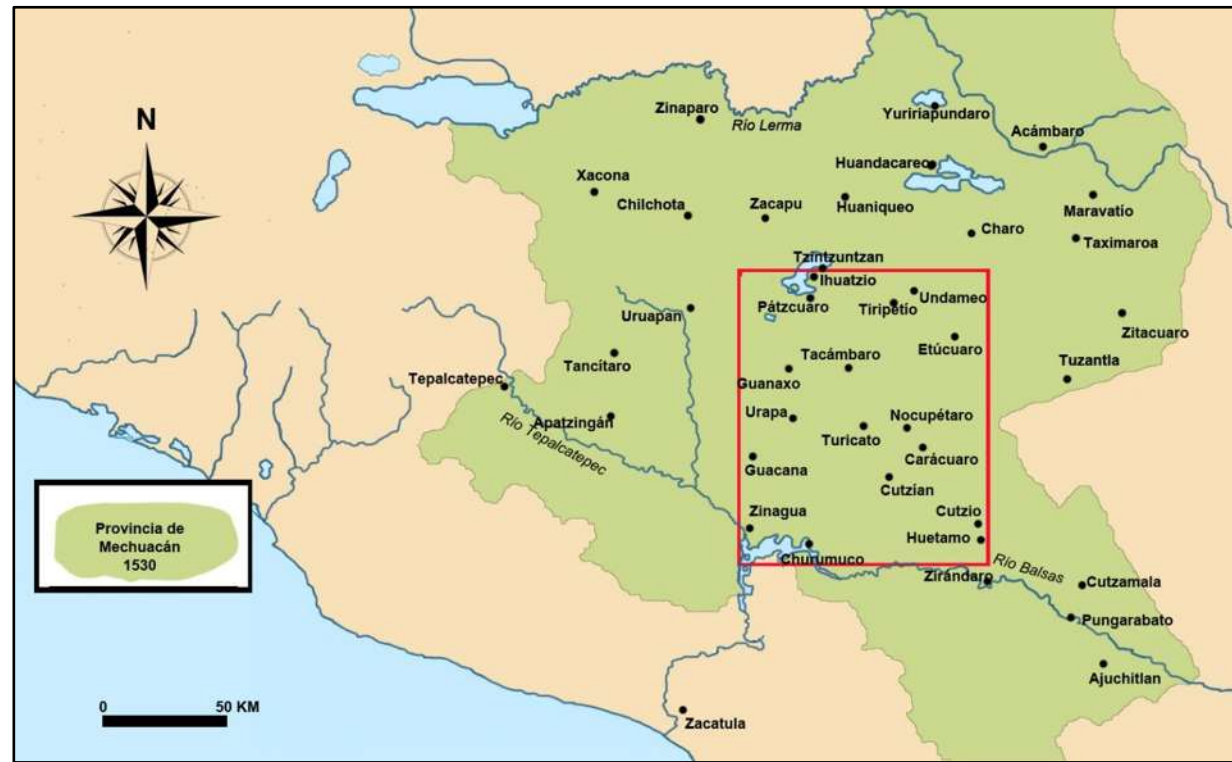 N
Zinaparo
Río Lerma
Yuririapundaro
Acámbaro
Huandacareo
Xacona
Chilchota
Zacapu
Huaniqueo
Maravatío
Charo
Taximaroa
Tzintzuntzan
Ihuatzio
Pátzcuaro
Undameo
Tiripetío
Uruapan
Zitacuaro
Etúcuaro
Tancítaro
Tacámbaro
Tuzantla
Tepalcatepec
Guanaxo
Apatzingán
Urapa
Nocupétaro
Río Tepalcatepec
Turicato
Carácuaro
Guacana
Cutzían
Zinagua
Cutzio
Huetamo
Churumuco
Río Balsas
Zirándaro
Cutzamala
Pungarabato
Ajuchitlan
Zacatula
Provincia de
Mechuacán
1530
0 50 KM